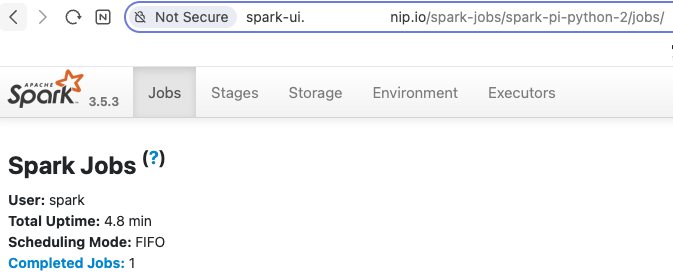 Not Secure spark-ui. nip.io/spark-jobs/spark-pi-python-2/jobs/
APACHE Spark 3.5.3 Jobs Stages Storage Environment Executors
Spark Jobs (?)
User: spark
Total Uptime: 4.8 min
Scheduling Mode: FIFO
Completed Jobs: 1